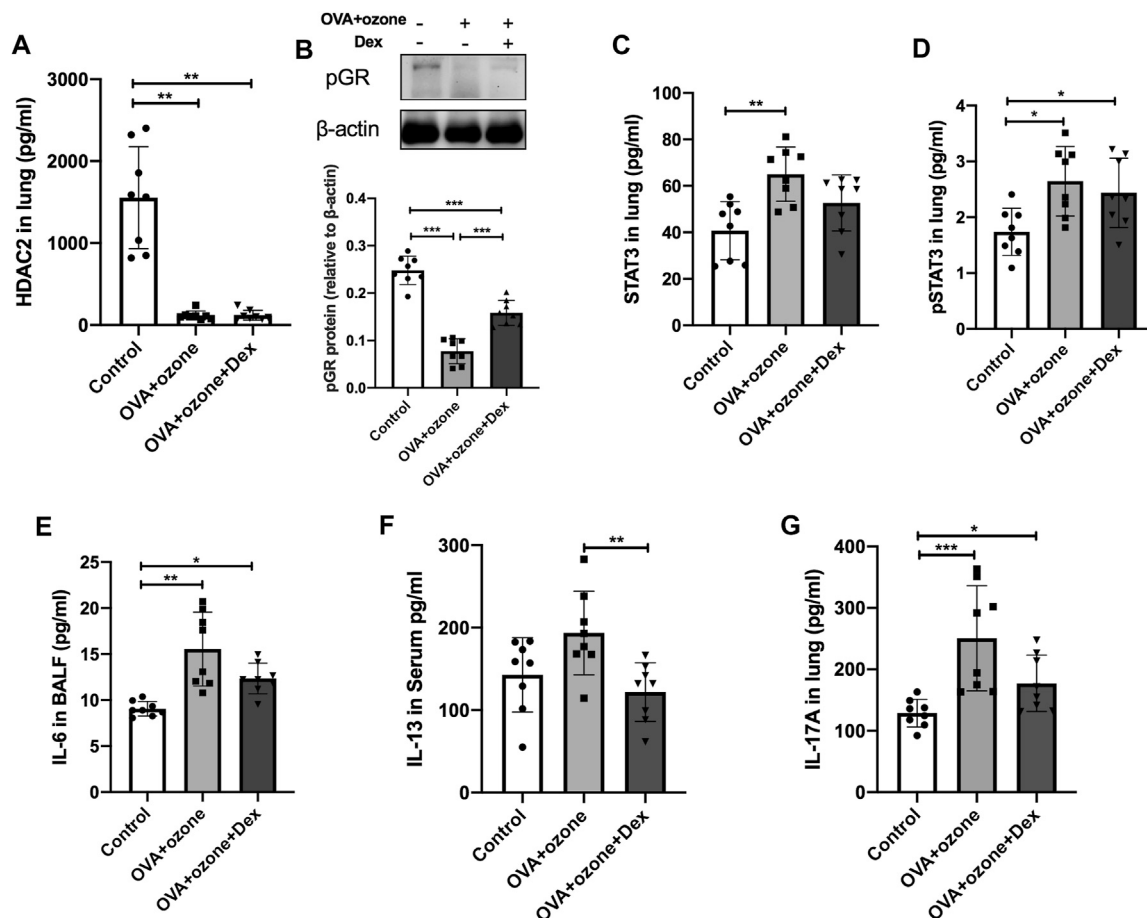 A
HDAC2 in lung (pg/ml)
3000
2000
1000
0
**
**
Control
OVA+ozone
OVA+ozone+Dex
B
OVA+ozone - + +
Dex - - +
pGR
β-actin
pGR protein (relative to β-actin)
0.4
0.3
0.2
0.1
0.0
***
*** ***
Control
OVA+ozone
OVA+ozone+Dex
C
STAT3 in lung (pg/ml)
100
80
60
40
20
0
**
Control
OVA+ozone
OVA+ozone+Dex
D
pSTAT3 in lung (pg/ml)
4
3
2
1
0
*
*
Control
OVA+ozone
OVA+ozone+Dex
E
IL-6 in BALF (pg/ml)
25
20
15
10
5
0
*
**
Control
OVA+ozone
OVA+ozone+Dex
F
IL-13 in Serum pg/ml)
300
200
100
0
**
Control
OVA+ozone
OVA+ozone+Dex
G
IL-17A in lung (pg/ml)
400
300
200
100
0
*
***
Control
OVA+ozone
OVA+ozone+Dex